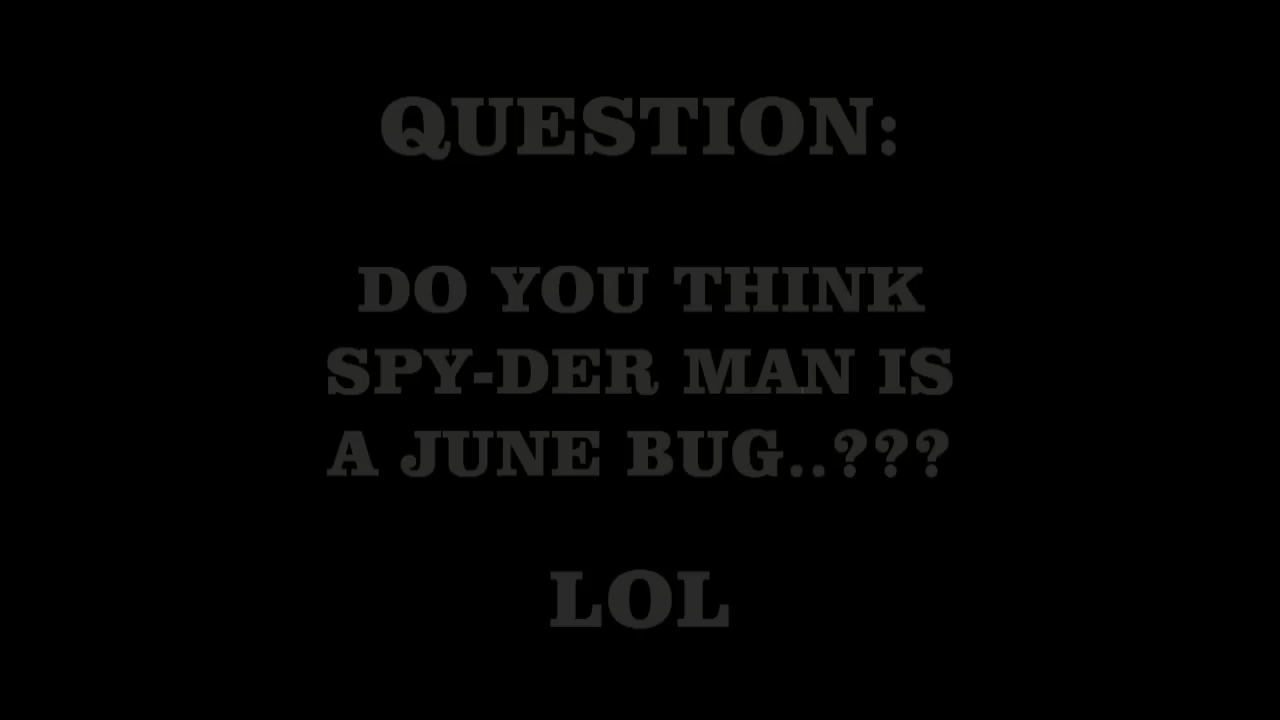 QUESTION:
DO YOU THINK
SPY-DER MAN IS
A JUNE BUG..???
LOL